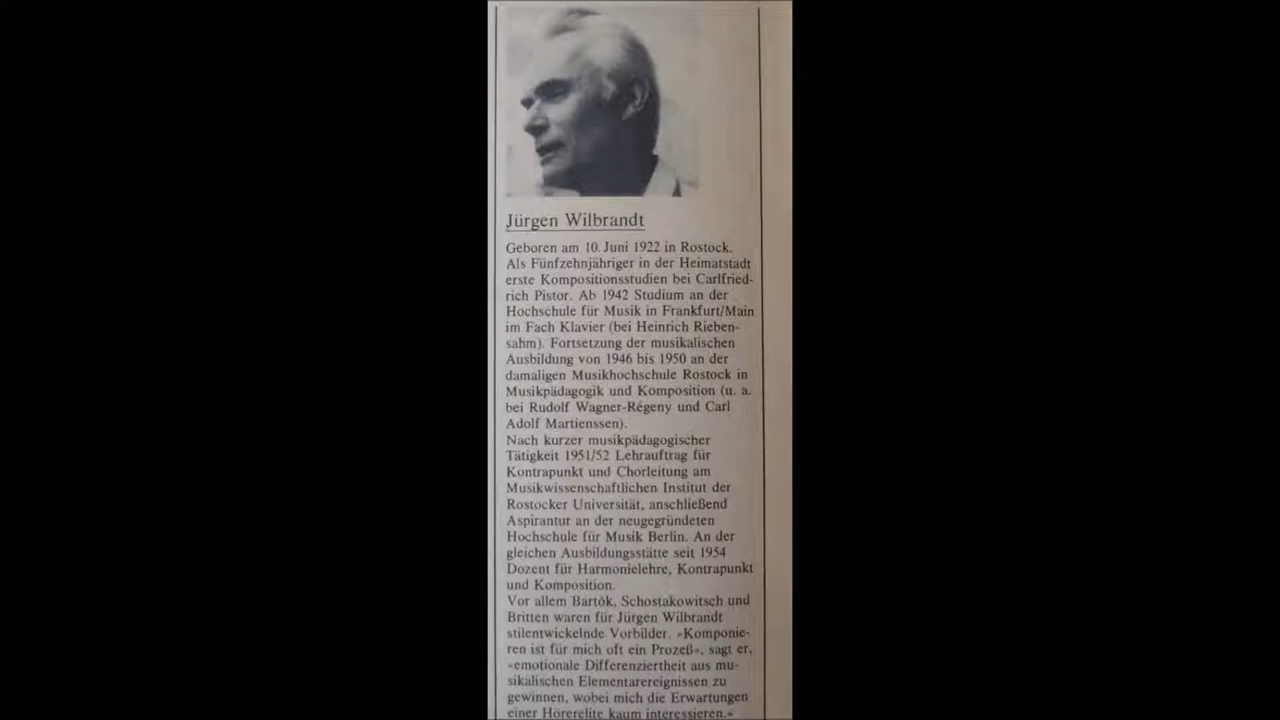 Jürgen Wilbrandt
Geboren am 10. Juni 1922 in Rostock.
Als Fünfzehnjähriger in der Heimatstadt
erste Kompositionsstudien bei Carlfried-
rich Pistor. Ab 1942 Studium an der
Hochschule für Musik in Frankfurt/Main
im Fach Klavier (bei Heinrich Rieben-
sahm). Fortsetzung der musikalischen
Ausbildung von 1946 bis 1950 an der
damaligen Musikhochschule Rostock in
Musikpädagogik und Komposition (u. a.
bei Rudolf Wagner-Régeny und Carl
Adolf Martienssen).
Nach kurzer musikpädagogischer
Tätigkeit 1951/52 Lehrauftrag für
Kontrapunkt und Chorleitung am
Musikwissenschaftlichen Institut der
Rostocker Universität, anschließend
Aspirantur an der neugegründeten
Hochschule für Musik Berlin. An der
gleichen Ausbildungsstätte seit 1954
Dozent für Harmonielehre, Kontrapunkt
und Komposition.
Vor allem Bartók, Schostakowitsch und
Britten waren für Jürgen Wilbrandt
stilentwickelnde Vorbilder. »Komponie-
ren ist für mich oft ein Prozeß«, sagt er,
»emotionale Differenziertheit aus mu-
sikalischen Elementarereignissen zu
gewinnen, wobei mich die Erwartungen
einer Hörerelite kaum interessieren.«